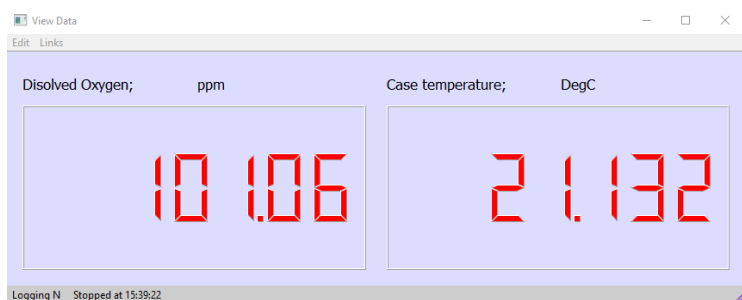 View Data
Edit Links
Disolved Oxygen; ppm Case temperature; DegC
101.06 21.132
Logging N Stopped at 15:39:22